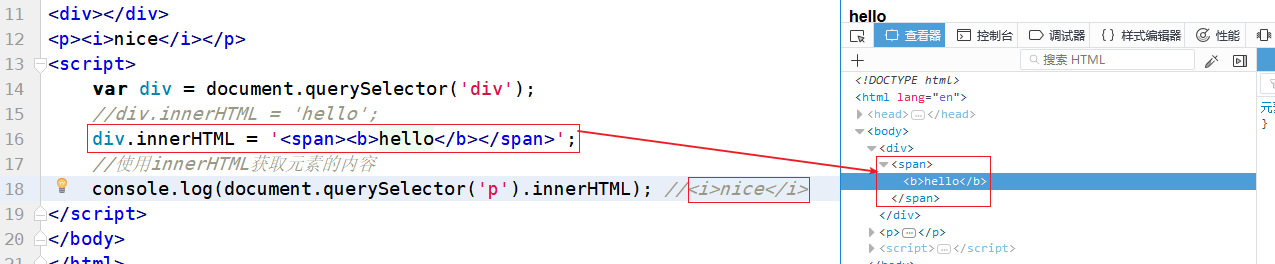 11 <div></div>
12 <p><i>nice</i></p>
13 <script>
14 var div = document.querySelector('div');
15 //div.innerHTML = 'hello';
16 div.innerHTML = '<span><b>hello</b></span>';
17 //使用innerHTML获取元素的内容
18 console.log(document.querySelector('p').innerHTML); //<i>nice</i>
19 </script>
20 </body>
21 </html>
hello
查看器 控制台 调试器 {} 样式编辑器 性能
+ 搜索 HTML
<!DOCTYPE html>
<html lang="en">
<head>…</head>
<body>
<div>
<span>
<b>hello</b>
</span>
</div>
<p>…</p>
<script>…</script>
</body>
}